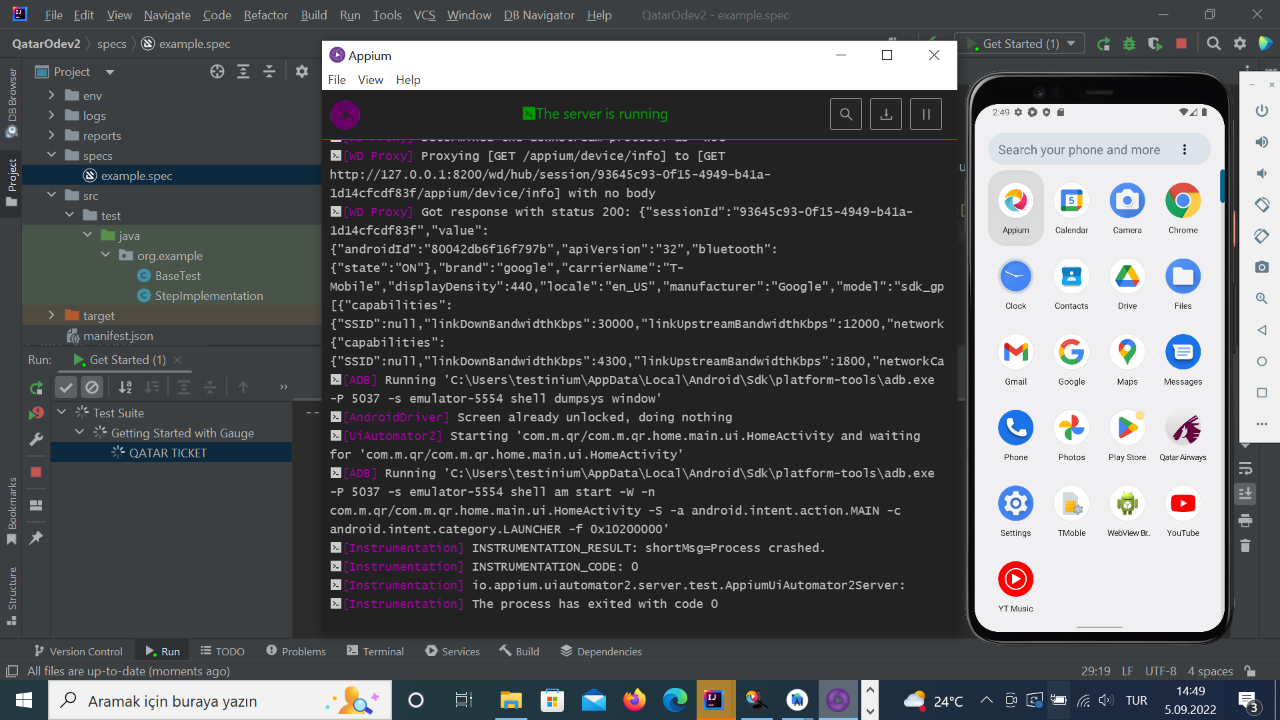 File Edit View Navigate Code Refactor Build Run Tools VCS Window DB Navigator Help QatarOdev2 - example.spec
QatarOdev2 specs example.spec
Get Started (1)
Project
env
logs
reports
specs
example.spec
src
test
java
org.example
BaseTest
StepImplementation
target
manifest.json
DB Browser
Project
Bookmarks
Structure
Run: Get Started (1)
Test Suite
Getting Started with Gauge
QATAR TICKET
Appium
File View Help
The server is running
[WD Proxy] Proxying [GET /appium/device/info] to [GET
http://127.0.0.1:8200/wd/hub/session/93645c93-0f15-4949-b41a-
1d14cfcdf83f/appium/device/info] with no body
[WD Proxy] Got response with status 200: {"sessionId":"93645c93-0f15-4949-b41a-
1d14cfcdf83f","value":
{"androidId":"80042db6f16f797b","apiVersion":"32","bluetooth":
{"state":"ON"},"brand":"google","carrierName":"T-
Mobile","displayDensity":440,"locale":"en_US","manufacturer":"Google","model":"sdk_gp
[{"capabilities":
{"SSID":null,"linkDownBandwidthKbps":30000,"linkUpstreamBandwidthKbps":12000,"network
{"capabilities":
{"SSID":null,"linkDownBandwidthKbps":4300,"linkUpstreamBandwidthKbps":1800,"networkCa
[ADB] Running 'C:\Users\testinium\AppData\Local\Android\Sdk\platform-tools\adb.exe
-P 5037 -s emulator-5554 shell dumpsys window'
[AndroidDriver] Screen already unlocked, doing nothing
[UiAutomator2] Starting 'com.m.qr/com.m.qr.home.main.ui.HomeActivity and waiting
for 'com.m.qr/com.m.qr.home.main.ui.HomeActivity'
[ADB] Running 'C:\Users\testinium\AppData\Local\Android\Sdk\platform-tools\adb.exe
-P 5037 -s emulator-5554 shell am start -W -n
com.m.qr/com.m.qr.home.main.ui.HomeActivity -S -a android.intent.action.MAIN -c
android.intent.category.LAUNCHER -f 0x10200000'
[Instrumentation] INSTRUMENTATION_RESULT: shortMsg=Process crashed.
[Instrumentation] INSTRUMENTATION_CODE: 0
[Instrumentation] io.appium.uiautomator2.server.test.AppiumUiAutomator2Server:
[Instrumentation] The process has exited with code 0
2:49
Search your phone and more
Appium Calendar Camera Chrome
Clock Contacts Drive Files
Gmail Google Maps Messages
Phone Photos Play Store Qatar Airways
Settings TMoble WebView Br.. YouTube
YT Music
Version Control Run TODO Problems Terminal Services Build Dependencies
All files are up-to-date (moments ago) 29:19 LF UTF-8 4 spaces
Aramak için buraya yazın 24°C TUR 14:49
5.09.2022 3